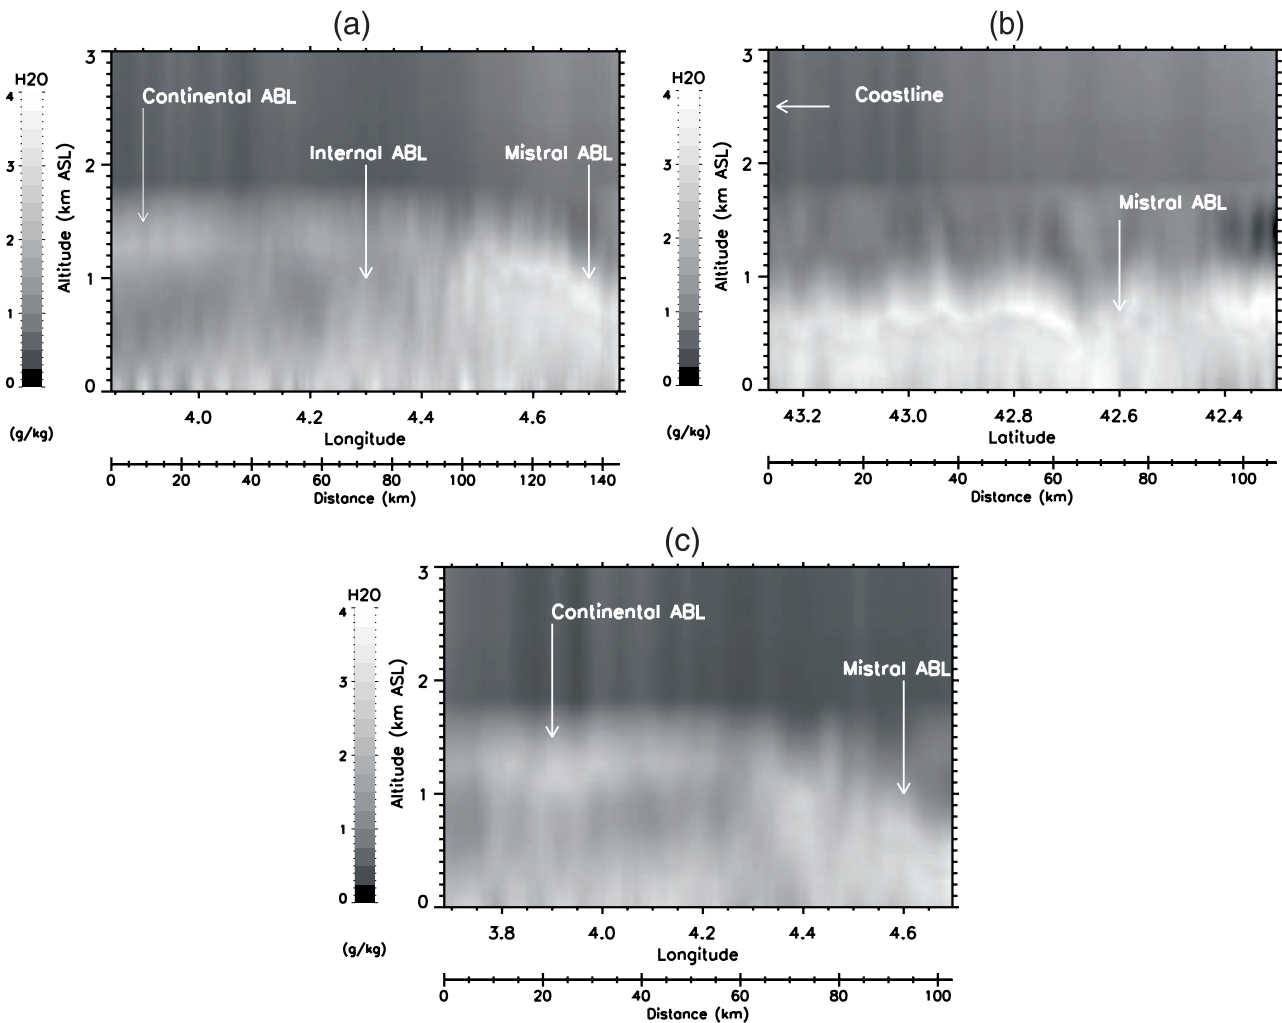 (a)
H2O
4
3
2
1
0
(g/kg)
Altitude (km ASL)
3
2
1
0
Continental ABL
Internal ABL
Mistral ABL
4.0 4.2 4.4 4.6
Longitude
0 20 40 60 80 100 120 140
Distance (km)
(b)
H2O
4
3
2
1
0
(g/kg)
Altitude (km ASL)
3
2
1
0
Coastline
Mistral ABL
43.2 43.0 42.8 42.6 42.4
Latitude
0 20 40 60 80 100
Distance (km)
(c)
H2O
4
3
2
1
0
(g/kg)
Altitude (km ASL)
3
2
1
0
Continental ABL
Mistral ABL
3.8 4.0 4.2 4.4 4.6
Longitude
0 20 40 60 80 100
Distance (km)